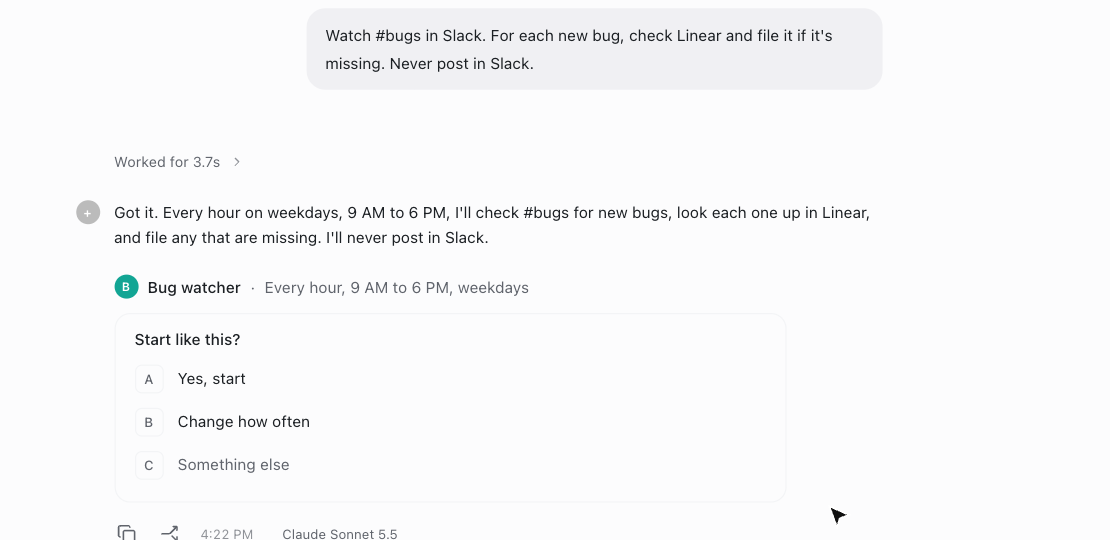 Watch #bugs in Slack. For each new bug, check Linear and file it if it's
missing. Never post in Slack.
Worked for 3.7s
Got it. Every hour on weekdays, 9 AM to 6 PM, I'll check #bugs for new bugs, look each one up in Linear,
and file any that are missing. I'll never post in Slack.
B Bug watcher · Every hour, 9 AM to 6 PM, weekdays
Start like this?
A Yes, start
B Change how often
C Something else
4:22 PM Claude Sonnet 5.5